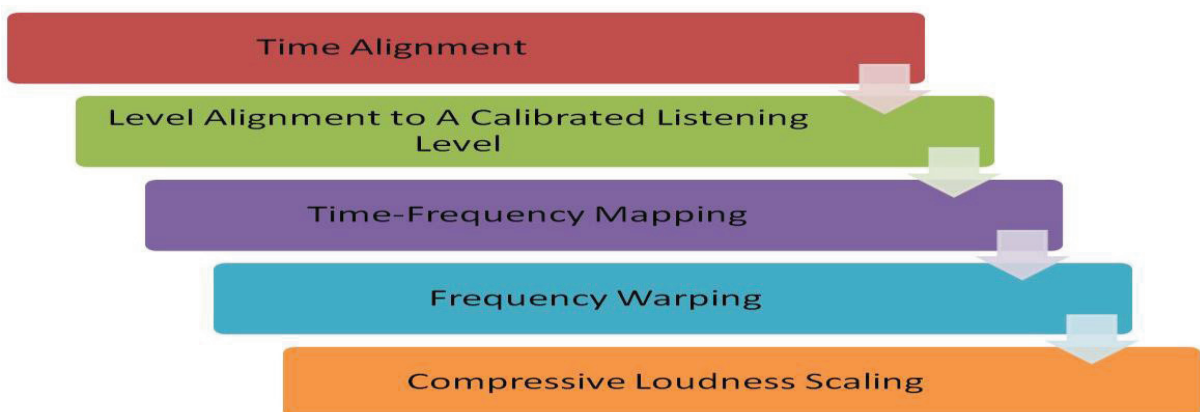 Time Alignment
Level Alignment to A Calibrated Listening
Level
Time-Frequency Mapping
Frequency Warping
Compressive Loudness Scaling